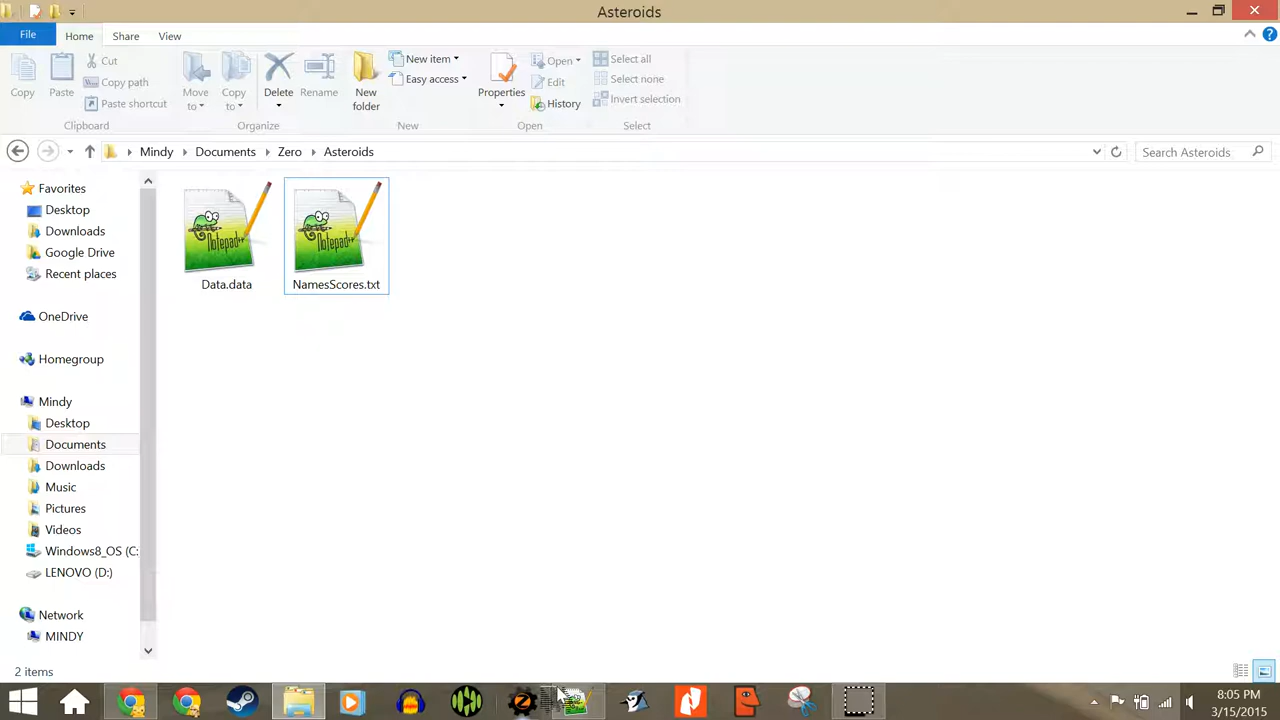 Asteroids
File Home Share View
Copy
Paste
Cut
Copy path
Paste shortcut
Clipboard
Move to
Copy to
Delete
Rename
Organize
New folder
New item
Easy access
New
Properties
Open
Edit
History
Open
Select all
Select none
Invert selection
Select
Mindy Documents Zero Asteroids
Search Asteroids
Favorites
Desktop
Downloads
Google Drive
Recent places
OneDrive
Homegroup
Mindy
Desktop
Documents
Downloads
Music
Pictures
Videos
Windows8_OS (C:
LENOVO (D:)
Network
MINDY
Notepad++
Data.data
Notepad++
NamesScores.txt
2 items
8:05 PM
3/15/2015